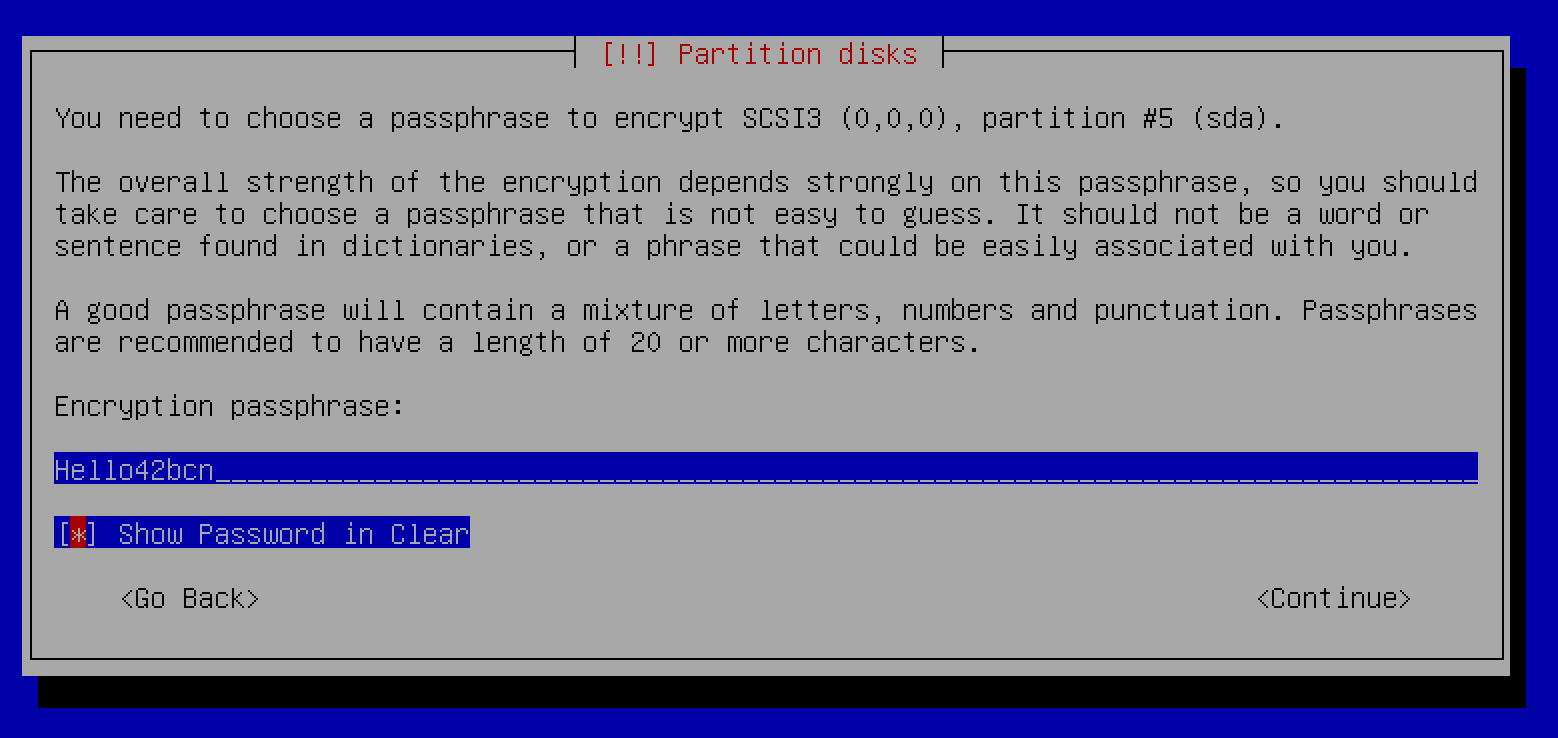 [!!] Partition disks
You need to choose a passphrase to encrypt SCSI3 (0,0,0), partition #5 (sda).
The overall strength of the encryption depends strongly on this passphrase, so you should
take care to choose a passphrase that is not easy to guess. It should not be a word or
sentence found in dictionaries, or a phrase that could be easily associated with you.
A good passphrase will contain a mixture of letters, numbers and punctuation. Passphrases
are recommended to have a length of 20 or more characters.
Encryption passphrase:
Hello42bcn_______________________________________________________________________________
[*] Show Password in Clear
<Go Back> <Continue>